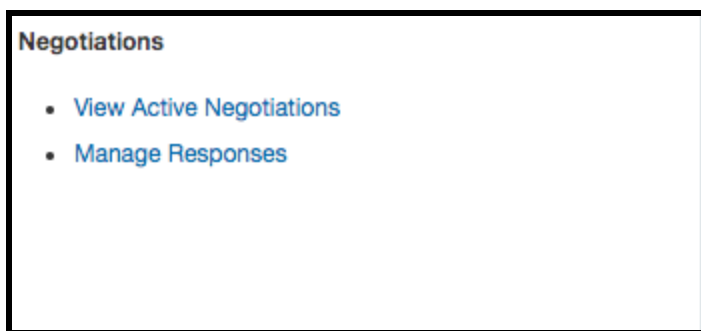 Negotiations
• View Active Negotiations
• Manage Responses